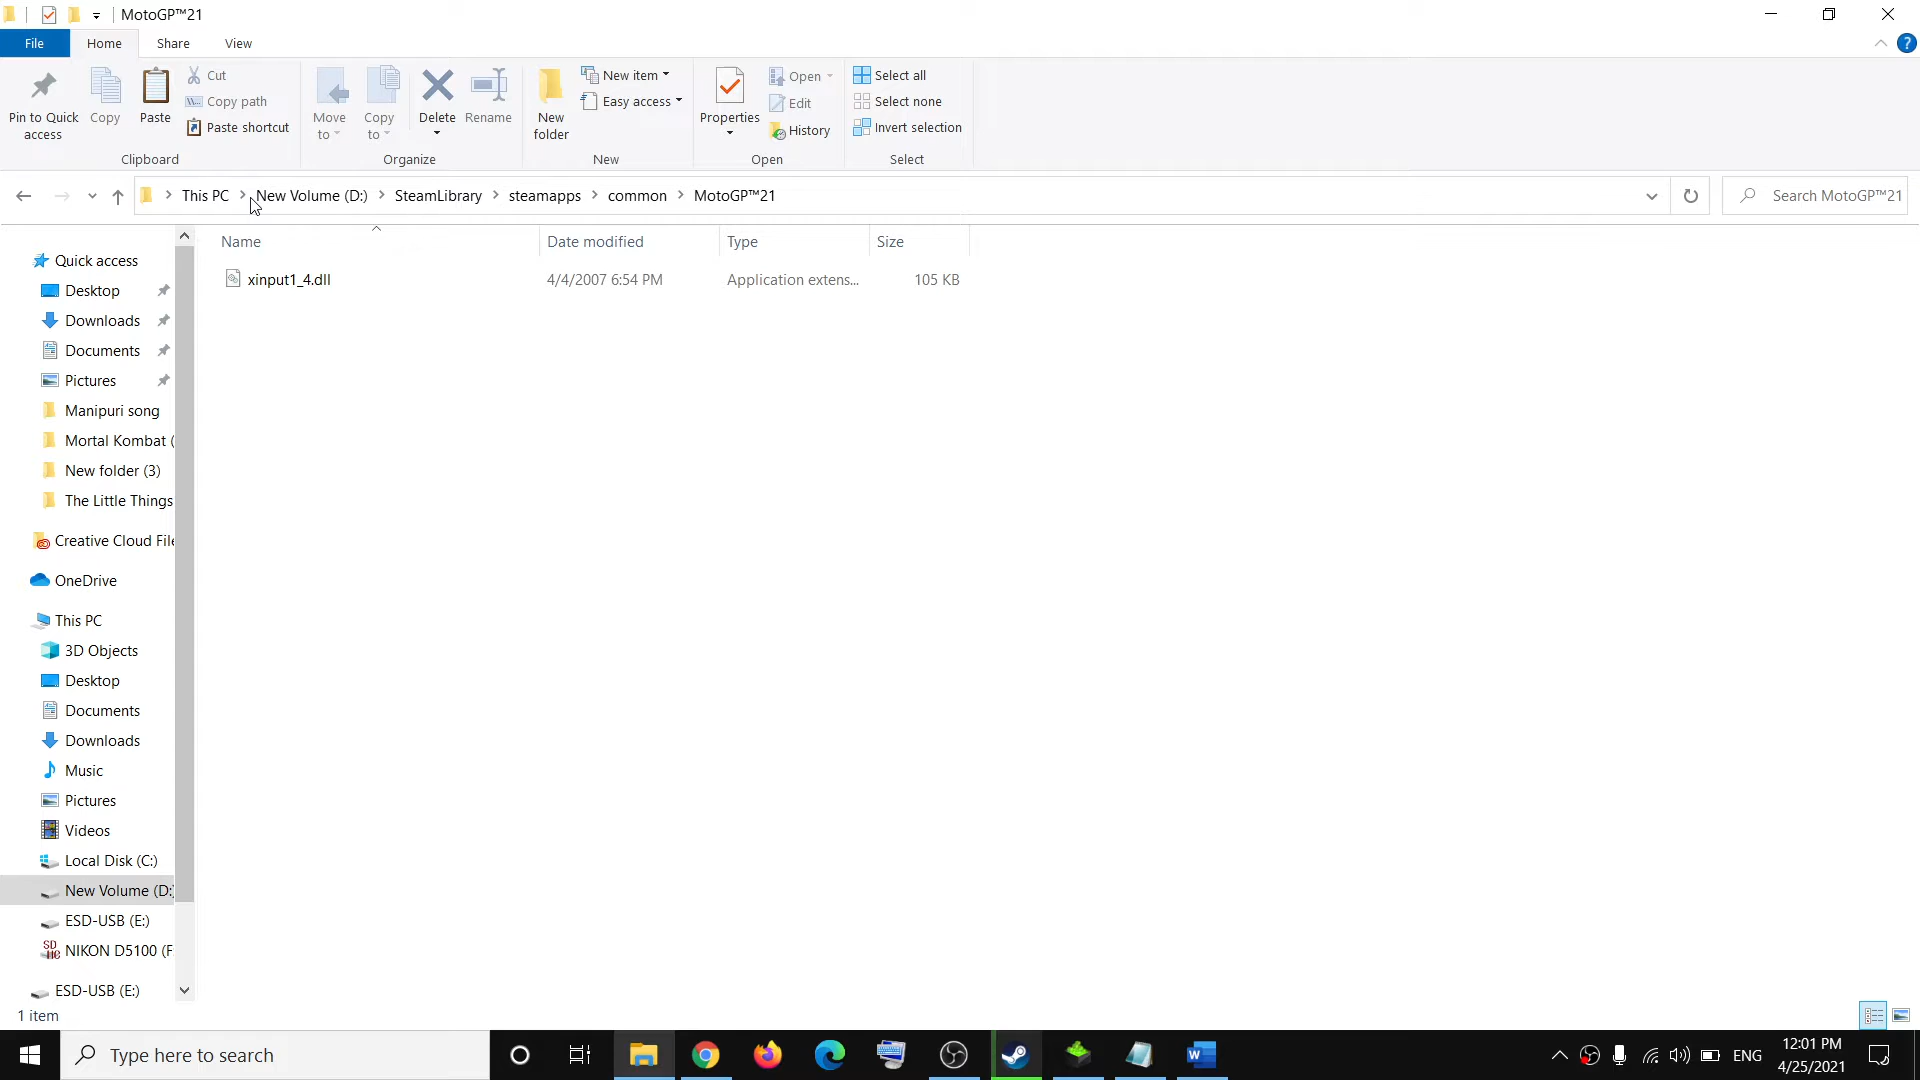 MotoGP™21
File
Home
Share
View
Pin to Quick
access
Copy
Paste
Cut
Copy path
Paste shortcut
Move
to
Copy
to
Delete
Rename
New
folder
New item
Easy access
Properties
Open
Edit
History
Select all
Select none
Invert selection
Clipboard
Organize
New
Open
Select
This PC
New Volume (D:)
SteamLibrary
steamapps
common
MotoGP™21
Search MotoGP™21
Name
Date modified
Type
Size
xinput1_4.dll
4/4/2007 6:54 PM
Application extens...
105 KB
Quick access
Desktop
Downloads
Documents
Pictures
Manipuri song
Mortal Kombat (
New folder (3)
The Little Things
Creative Cloud File
OneDrive
This PC
3D Objects
Desktop
Documents
Downloads
Music
Pictures
Videos
Local Disk (C:)
New Volume (D:)
ESD-USB (E:)
NIKON D5100 (F
ESD-USB (E:)
1 item
Type here to search
ENG
12:01 PM
4/25/2021